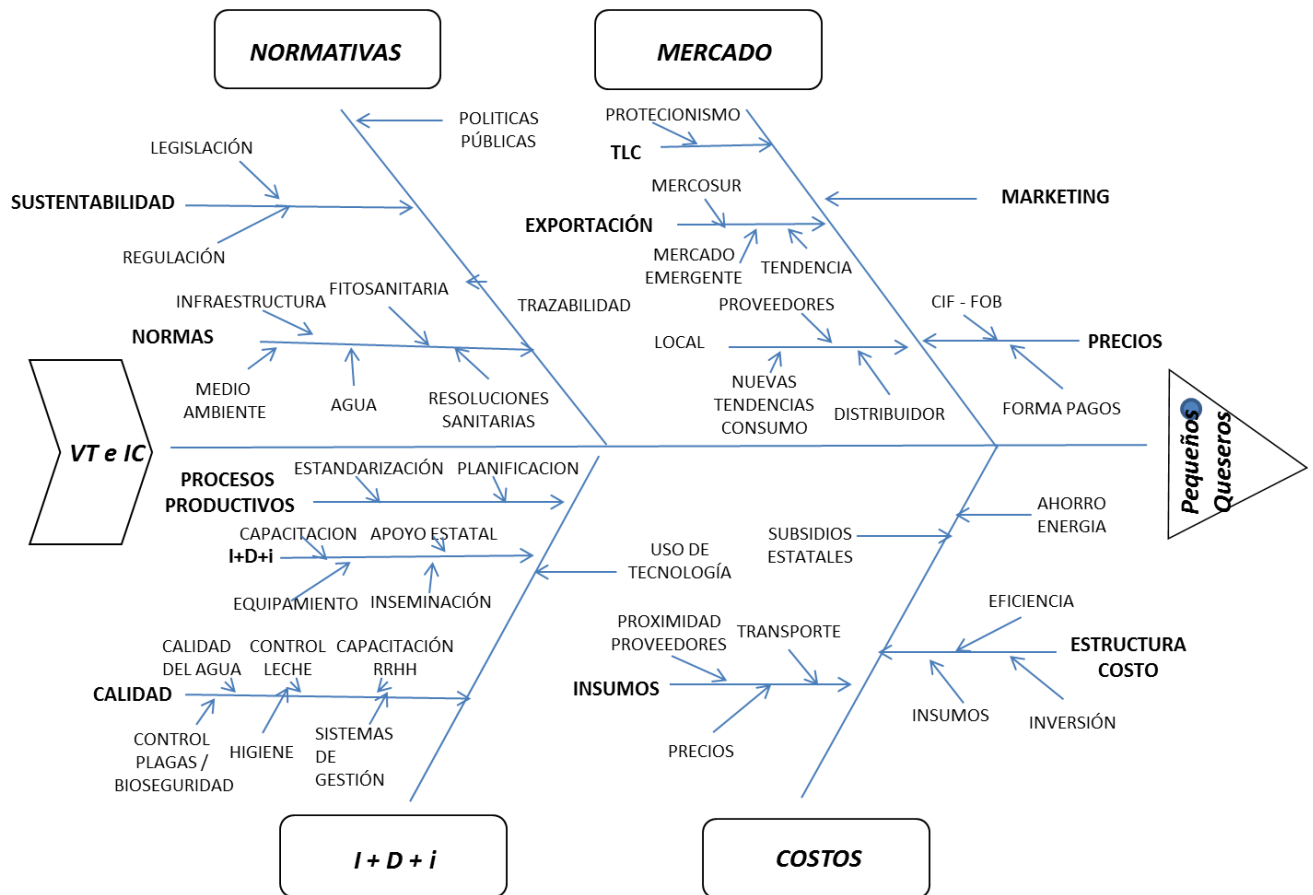 NORMATIVAS
MERCADO
POLITICAS
PÚBLICAS
LEGISLACIÓN
SUSTENTABILIDAD
REGULACIÓN
INFRAESTRUCTURA
FITOSANITARIA
TRAZABILIDAD
NORMAS
MEDIO
AMBIENTE
AGUA
RESOLUCIONES
SANITARIAS
PROTECIONISMO
TLC
MERCOSUR
MARKETING
EXPORTACIÓN
MERCADO
EMERGENTE
TENDENCIA
PROVEEDORES
CIF - FOB
LOCAL
PRECIOS
NUEVAS
TENDENCIAS
CONSUMO
DISTRIBUIDOR
FORMA PAGOS
VT e IC
Pequeños
Queseros
PROCESOS
PRODUCTIVOS
ESTANDARIZACIÓN
PLANIFICACION
CAPACITACION
APOYO ESTATAL
I+D+i
EQUIPAMIENTO
INSEMINACIÓN
USO DE
TECNOLOGÍA
CALIDAD
DEL AGUA
CONTROL
LECHE
CAPACITACIÓN
RRHH
CALIDAD
CONTROL
PLAGAS /
BIOSEGURIDAD
HIGIENE
SISTEMAS
DE
GESTIÓN
AHORRO
ENERGIA
SUBSIDIOS
ESTATALES
PROXIMIDAD
PROVEEDORES
TRANSPORTE
INSUMOS
PRECIOS
EFICIENCIA
ESTRUCTURA
COSTO
INSUMOS
INVERSIÓN
I + D + i
COSTOS